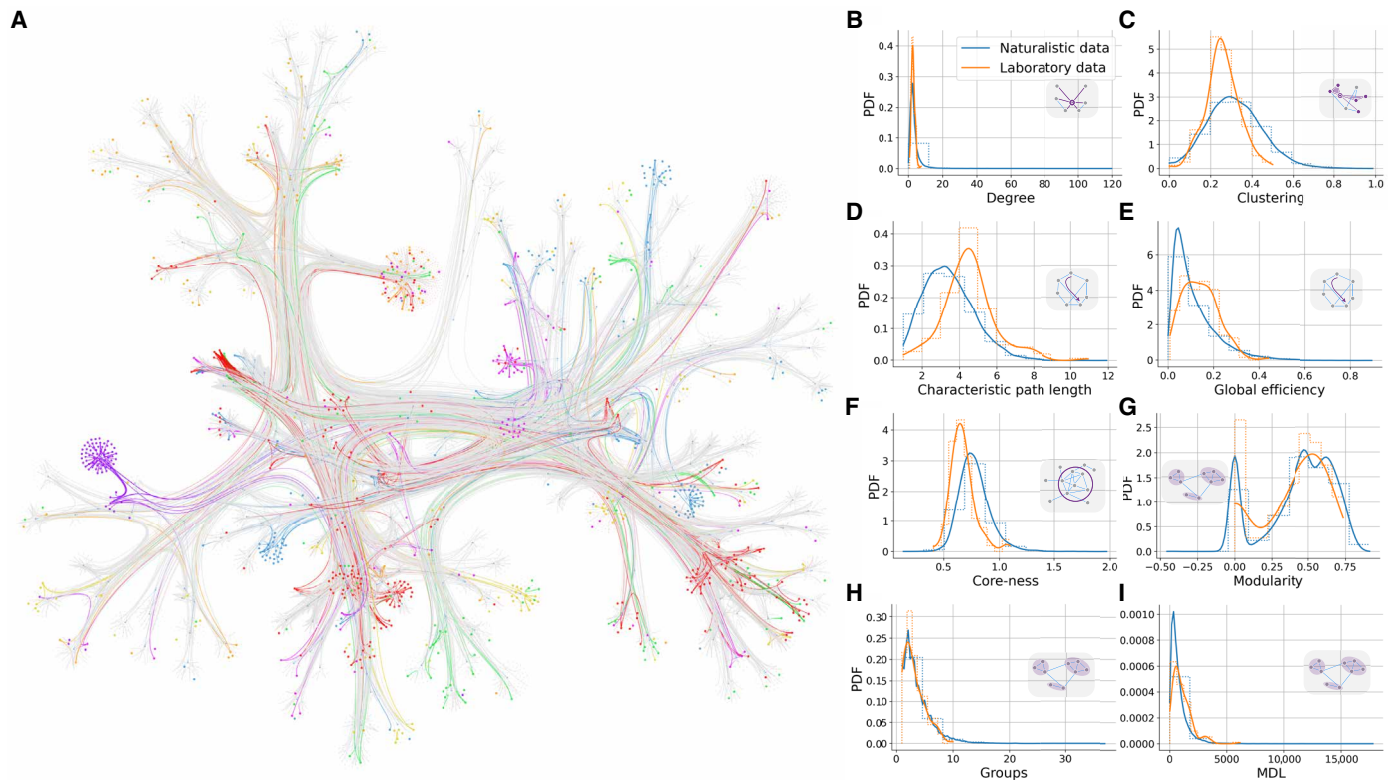 A
B
PDF
0.4
0.3
0.2
0.1
0.0
Naturalistic data
Laboratory data
0 20 40 60 80 100 120
Degree
C
PDF
5
4
3
2
1
0
0.0 0.2 0.4 0.6 0.8 1.0
Clustering
D
PDF
0.4
0.3
0.2
0.1
0.0
2 4 6 8 10 12
Characteristic path length
E
PDF
6
4
2
0
0.0 0.2 0.4 0.6 0.8
Global efficiency
F
PDF
4
3
2
1
0
0.5 1.0 1.5 2.0
Core-ness
G
PDF
2.5
2.0
1.5
1.0
0.5
0.0
−0.50 −0.25 0.00 0.25 0.50 0.75
Modularity
H
PDF
0.30
0.25
0.20
0.15
0.10
0.05
0.00
0 10 20 30
Groups
I
PDF
0.0010
0.0008
0.0006
0.0004
0.0002
0.0000
0 5000 10,000 15,000
MDL